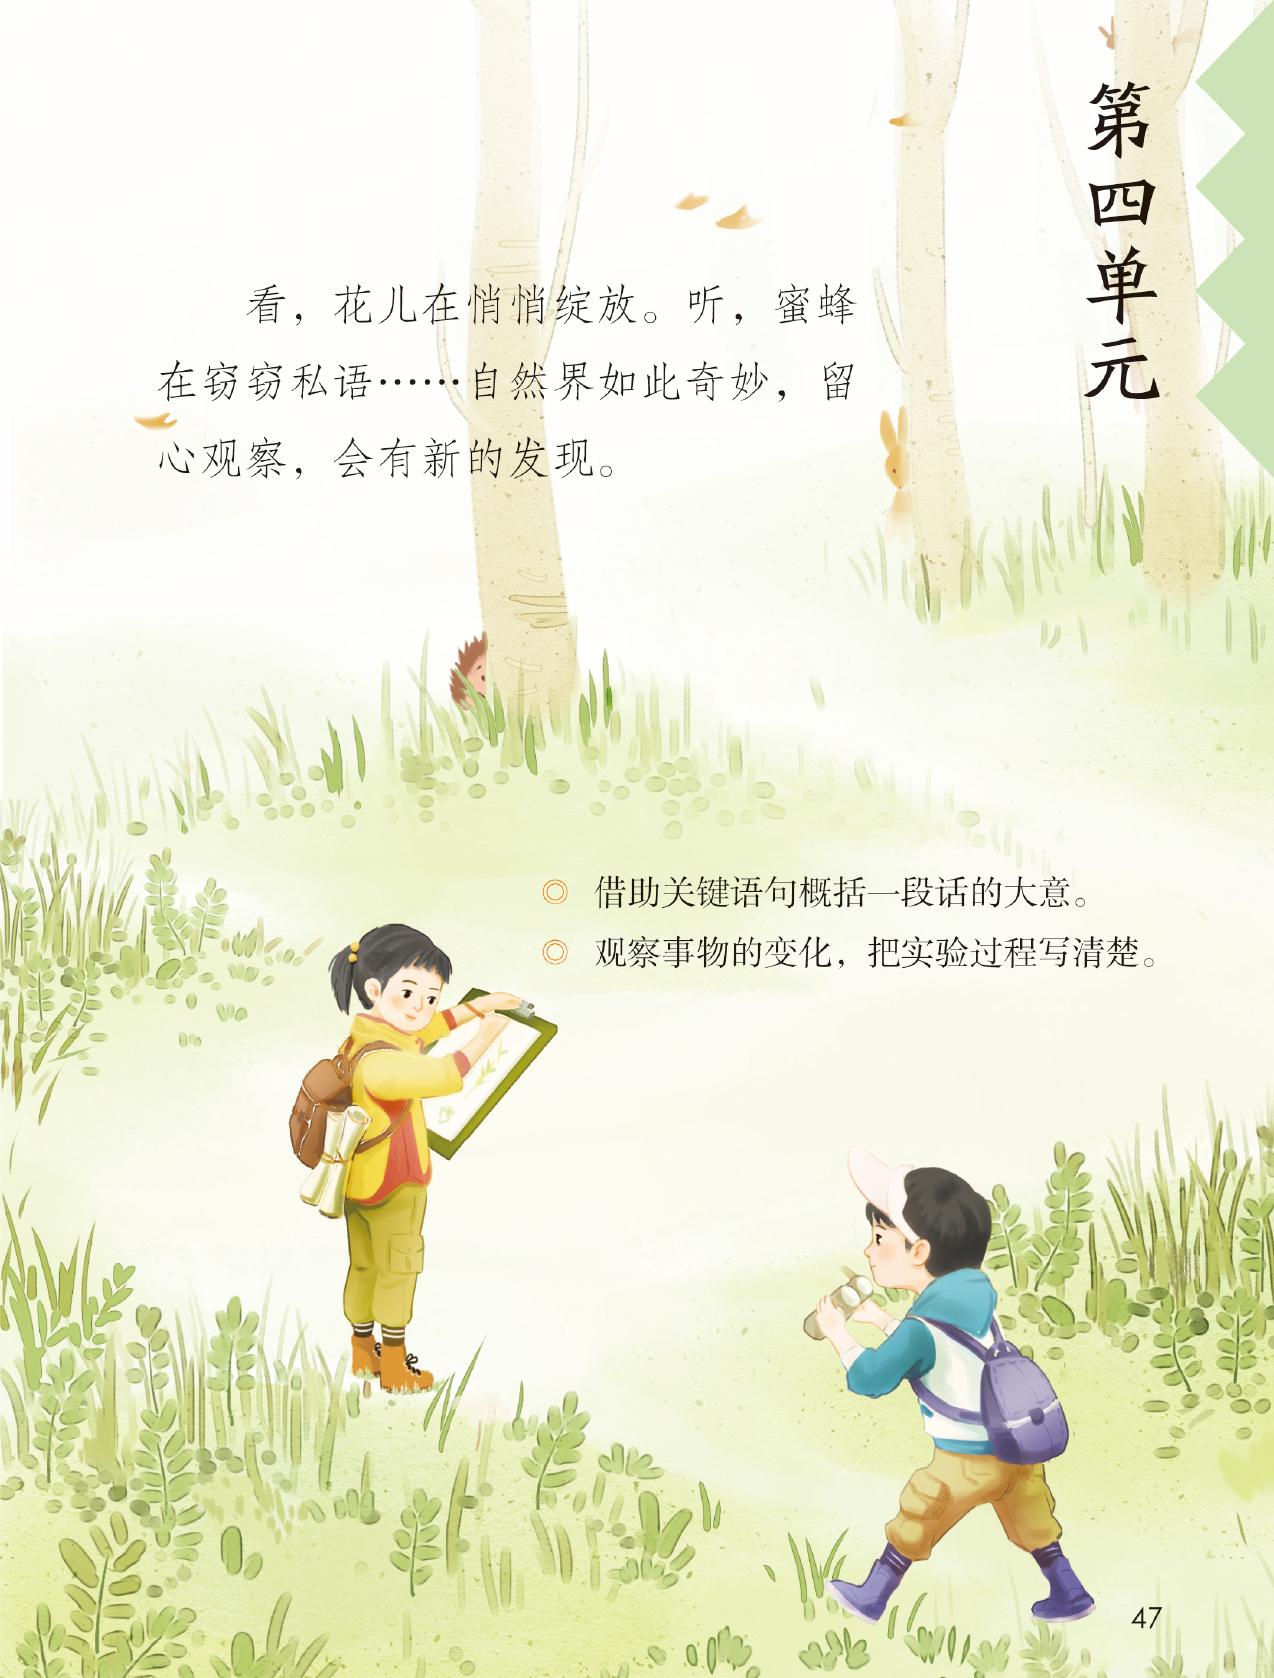 第四单元
看，花儿在悄悄绽放。听，蜜蜂
在窃窃私语……自然界如此奇妙，留
心观察，会有新的发现。
◎ 借助关键语句概括一段话的大意。
◎ 观察事物的变化，把实验过程写清楚。
47